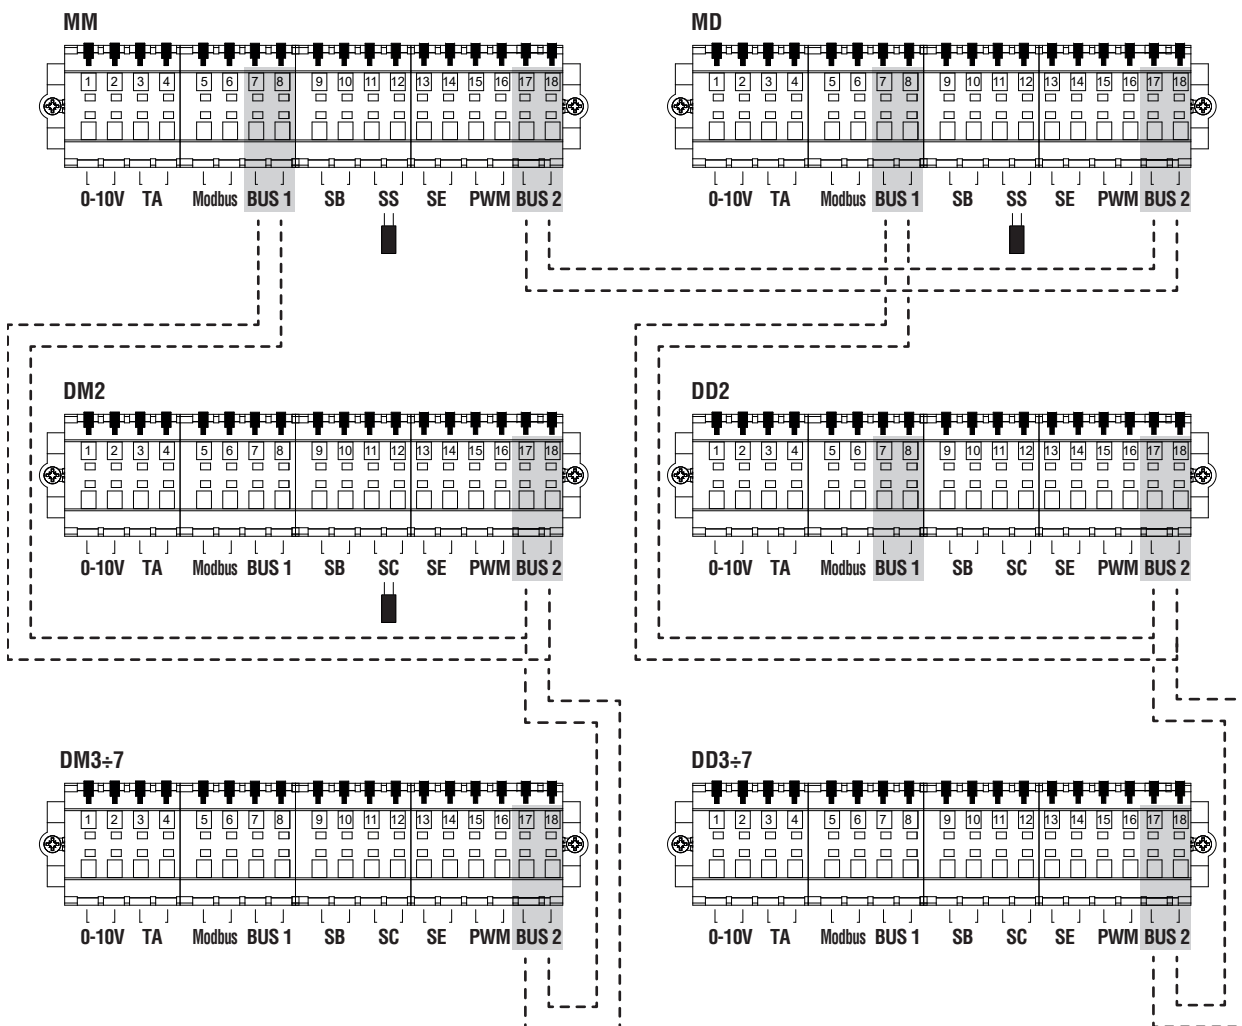 MM
1 2 3 4 5 6 7 8 9 10 11 12 13 14 15 16 17 18
0-10V TA Modbus BUS 1 SB SS SE PWM BUS 2
MD
1 2 3 4 5 6 7 8 9 10 11 12 13 14 15 16 17 18
0-10V TA Modbus BUS 1 SB SS SE PWM BUS 2
DM2
1 2 3 4 5 6 7 8 9 10 11 12 13 14 15 16 17 18
0-10V TA Modbus BUS 1 SB SC SE PWM BUS 2
DD2
1 2 3 4 5 6 7 8 9 10 11 12 13 14 15 16 17 18
0-10V TA Modbus BUS 1 SB SC SE PWM BUS 2
DM3÷7
1 2 3 4 5 6 7 8 9 10 11 12 13 14 15 16 17 18
0-10V TA Modbus BUS 1 SB SC SE PWM BUS 2
DD3÷7
1 2 3 4 5 6 7 8 9 10 11 12 13 14 15 16 17 18
0-10V TA Modbus BUS 1 SB SC SE PWM BUS 2